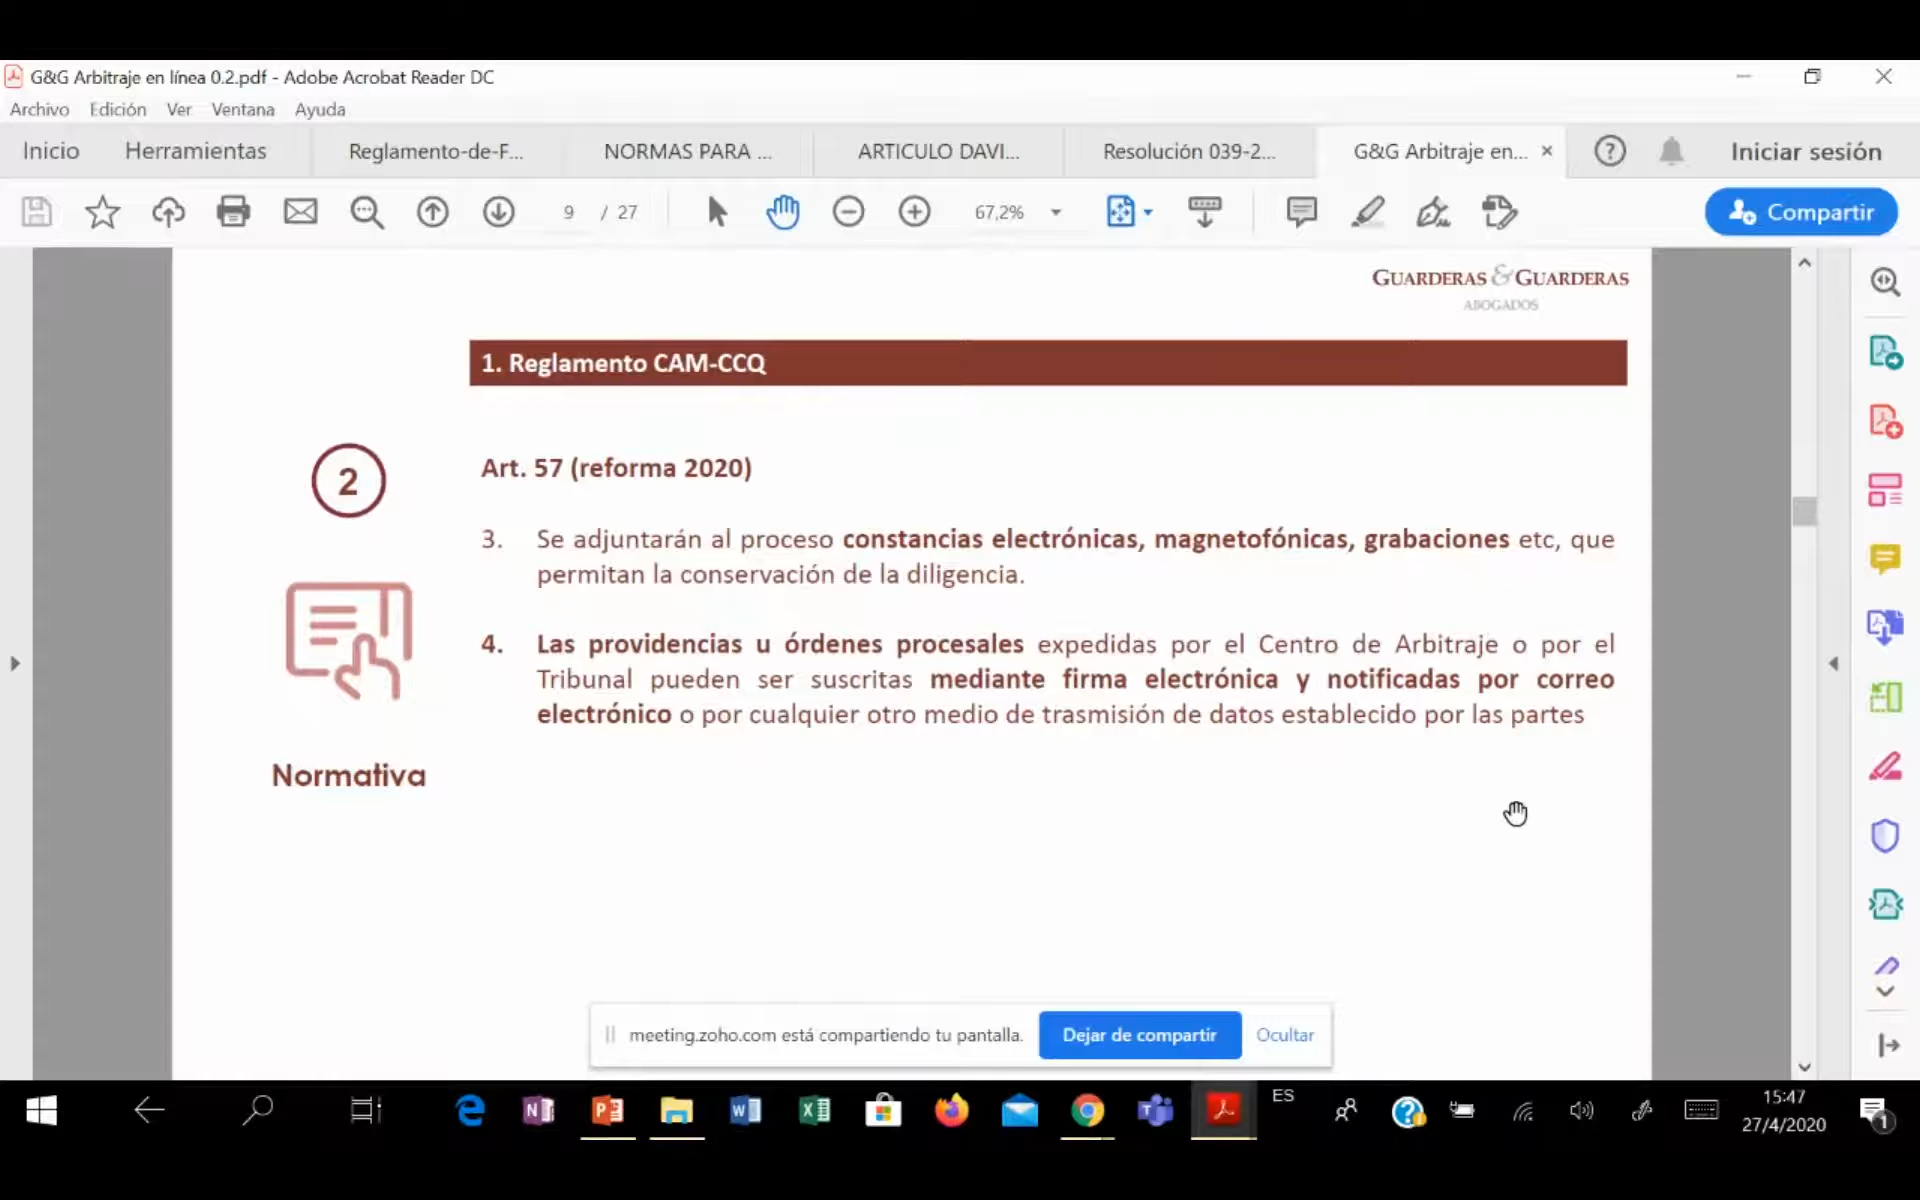 G&G Arbitraje en línea 0.2.pdf - Adobe Acrobat Reader DC
Archivo Edición Ver Ventana Ayuda
Inicio Herramientas Reglamento-de-F... NORMAS PARA ... ARTICULO DAVI... Resolución 039-2... G&G Arbitraje en... × ? Iniciar sesión
9 / 27 67,2% Compartir
GUARDERAS & GUARDERAS
ABOGADOS
1. Reglamento CAM-CCQ
2
Art. 57 (reforma 2020)
3. Se adjuntarán al proceso constancias electrónicas, magnetofónicas, grabaciones etc, que
permitan la conservación de la diligencia.
4. Las providencias u órdenes procesales expedidas por el Centro de Arbitraje o por el
Tribunal pueden ser suscritas mediante firma electrónica y notificadas por correo
electrónico o por cualquier otro medio de trasmisión de datos establecido por las partes
Normativa
meeting.zoho.com está compartiendo tu pantalla. Dejar de compartir Ocultar
ES
15:47
27/4/2020
1